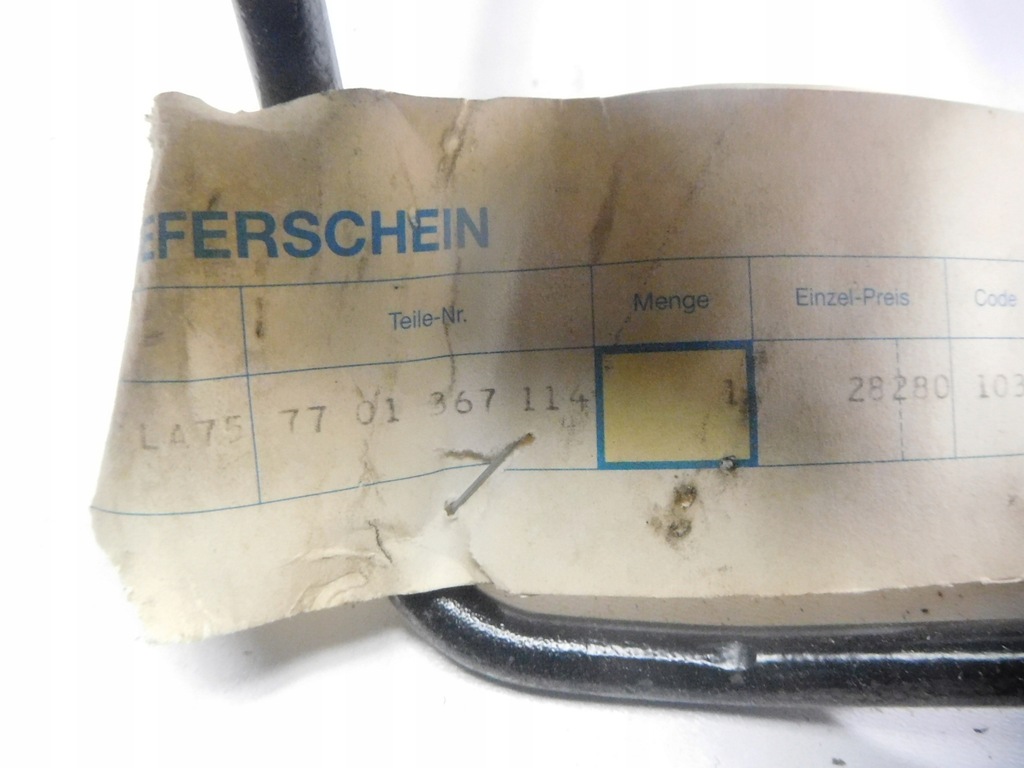 EFERSCHEIN
Teile-Nr. Menge Einzel-Preis Code
LA75 77 01 367 114 1 28280 103